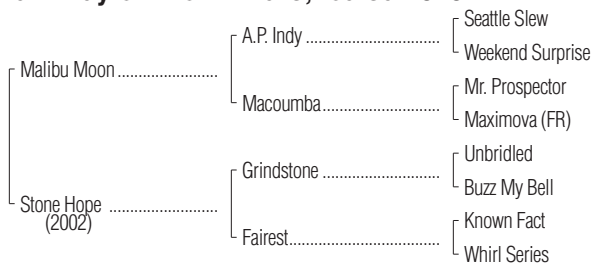 Seattle Slew
A.P. Indy ..................................
Weekend Surprise
Malibu Moon .........................
Mr. Prospector
Macoumba..............................
Maximova (FR)
Unbridled
Grindstone ..............................
Buzz My Bell
Stone Hope ...........................
(2002)
Known Fact
Fairest.......................................
Whirl Series